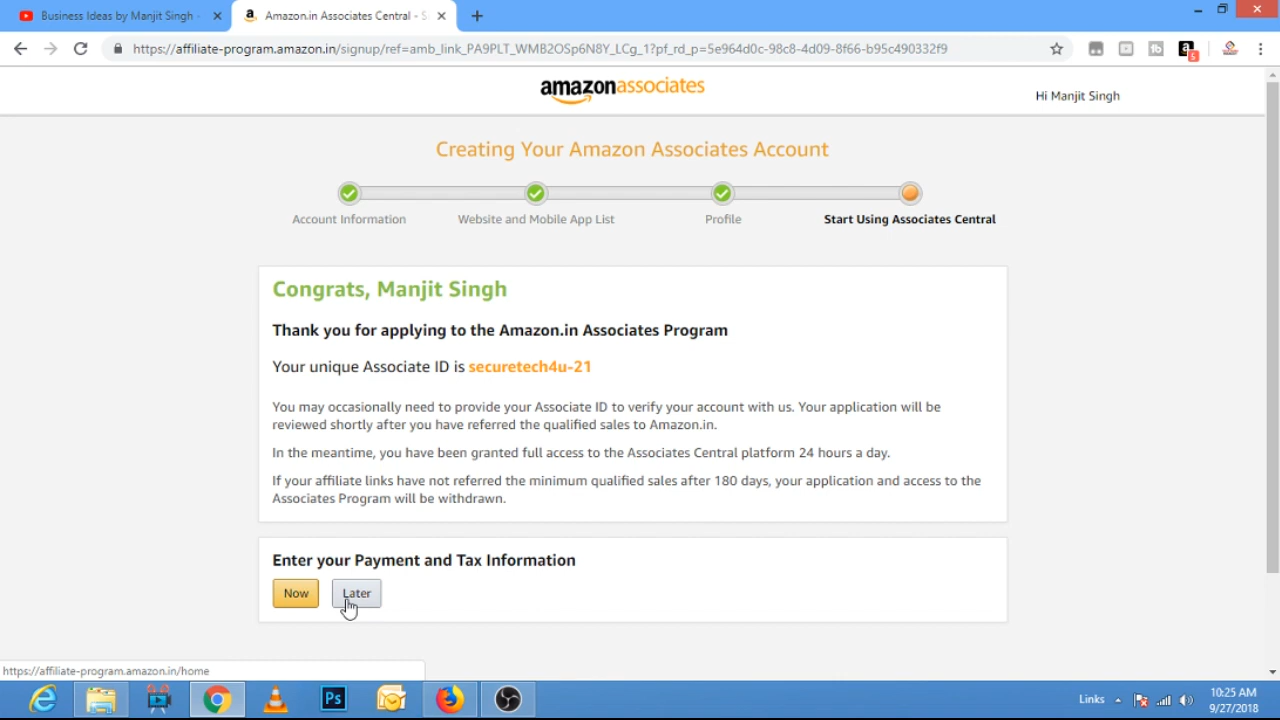 Business Ideas by Manjit Singh -
Amazon.in Associates Central - S
https://affiliate-program.amazon.in/signup/ref=amb_link_PA9PLT_WMB2OSp6N8Y_LCg_1?pf_rd_p=5e964d0c-98c8-4d09-8f66-b95c490332f9
amazonassociates
Hi Manjit Singh
Creating Your Amazon Associates Account
Account Information
Website and Mobile App List
Profile
Start Using Associates Central
Congrats, Manjit Singh
Thank you for applying to the Amazon.in Associates Program
Your unique Associate ID is securetech4u-21
You may occasionally need to provide your Associate ID to verify your account with us. Your application will be
reviewed shortly after you have referred the qualified sales to Amazon.in.
In the meantime, you have been granted full access to the Associates Central platform 24 hours a day.
If your affiliate links have not referred the minimum qualified sales after 180 days, your application and access to the
Associates Program will be withdrawn.
Enter your Payment and Tax Information
Now
Later
https://affiliate-program.amazon.in/home
Ps
Links
10:25 AM
9/27/2018